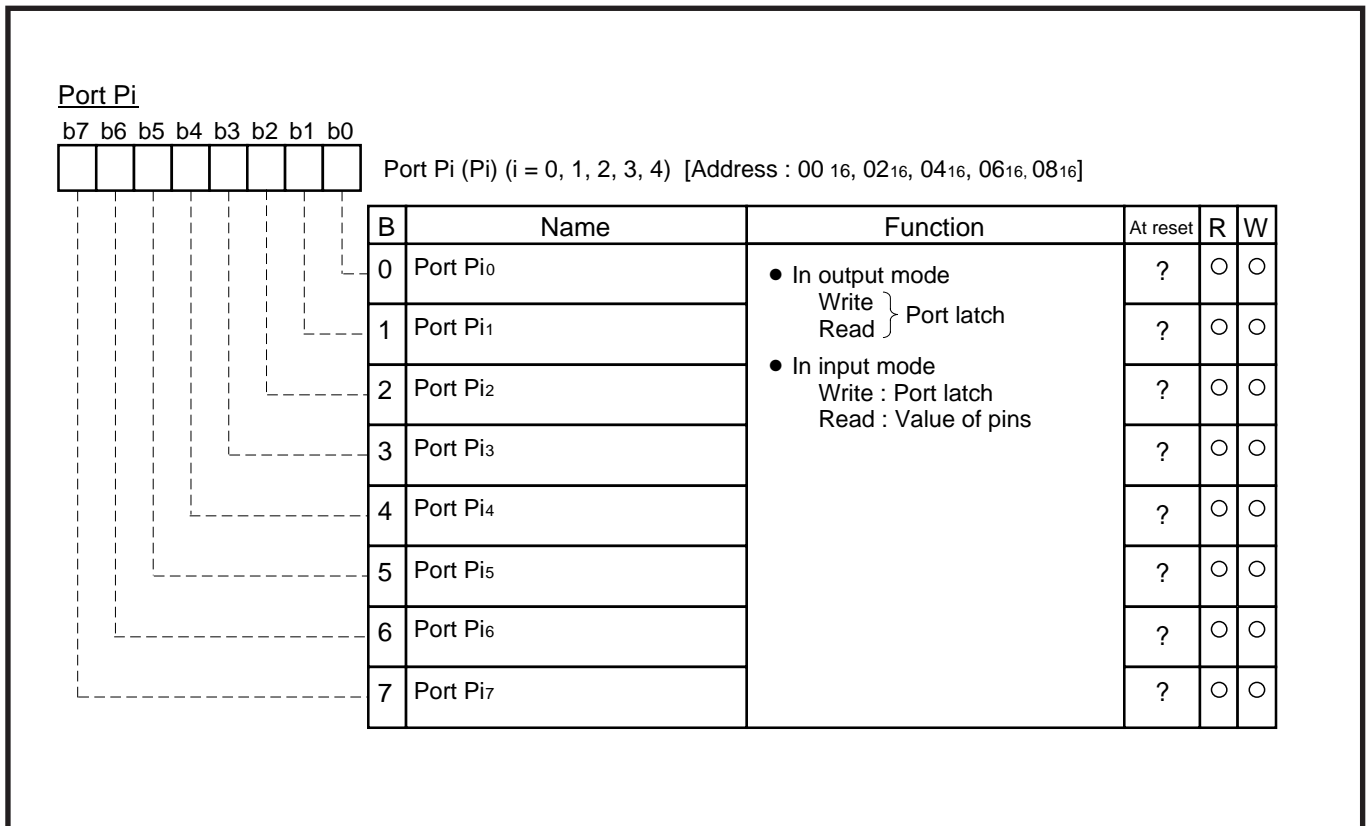 Port Pi
b7 b6 b5 b4 b3 b2 b1 b0
Port Pi (Pi) (i = 0, 1, 2, 3, 4) [Address : 00 16, 0216, 0416, 0616, 0816]
B Name Function At reset R W
0 Port Pi0 ? ○ ○
● In output mode
Write
Read } Port latch
1 Port Pi1 ? ○ ○
● In input mode
Write : Port latch
Read : Value of pins
2 Port Pi2 ? ○ ○
3 Port Pi3 ? ○ ○
4 Port Pi4 ? ○ ○
5 Port Pi5 ? ○ ○
6 Port Pi6 ? ○ ○
7 Port Pi7 ? ○ ○